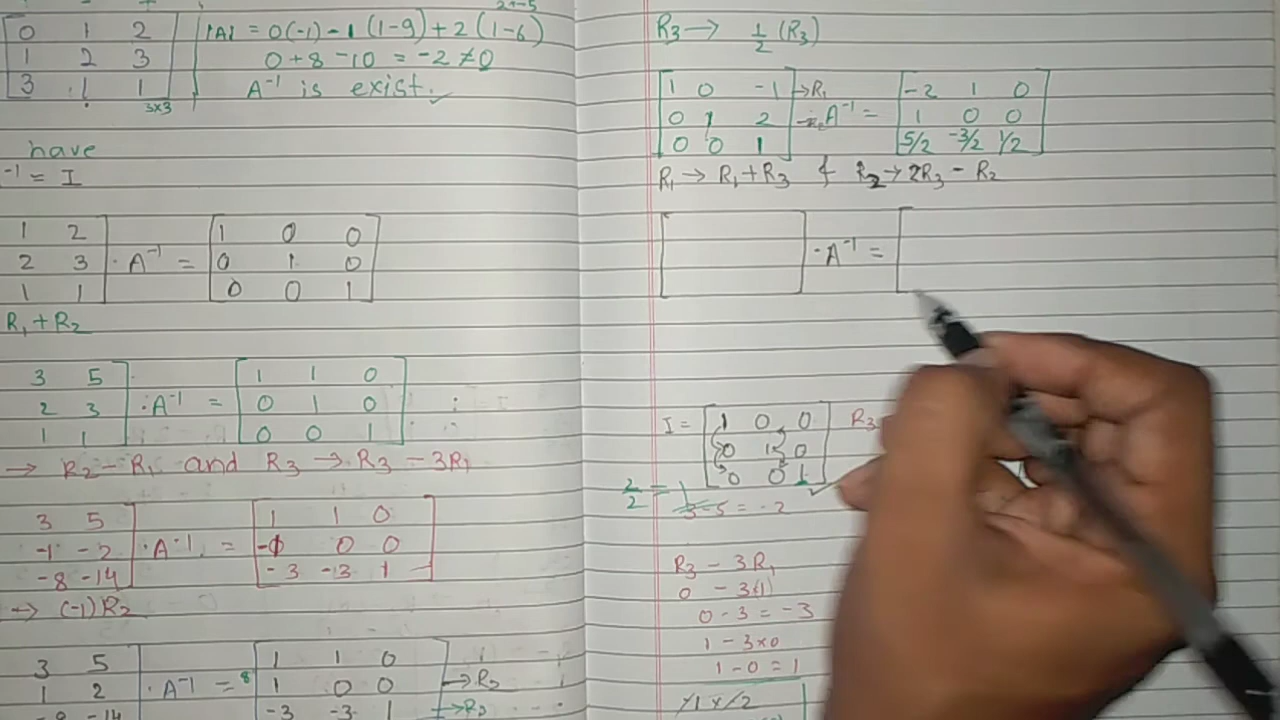 0 1 2 |A| = 0(-1) - 1(1-9) + 2(1-6)
1 2 3 0+8-10 = -2 ≠ 0
3 1 1 A⁻¹ is exist.
3x3
have
⁻¹ = I
1 2 1 0 0
2 3 · A⁻¹ = 0 1 0
1 1 0 0 1
R₁ + R₂
3 5 1 1 0
2 3 · A⁻¹ = 0 1 0
1 1 0 0 1
→ R₂ - R₁ and R₃ → R₃ - 3R₁
3 5 1 1 0
-1 -2 · A⁻¹ = -1 0 0
-8 -14 -3 -3 1
→ (-1)R₂
3 5 1 1 0
1 2 · A⁻¹ = 1 0 0
-8 -14 -3 -3 1
R₃ → 1/2 (R₃)
1 0 -1 → R₁ -2 1 0
0 1 2 A⁻¹ = 1 0 0
0 0 1 5/2 -3/2 1/2
R₁ → R₁ + R₃ & R₂ → 2R₃ - R₂
· A⁻¹ =
I = 1 0 0 R₃
0 1 0
0 0 1
2/2 = 1
R₃ - 3R₁
0 - 3(1)
0 - 3 = -3
1 - 3x0
1 - 0 = 1